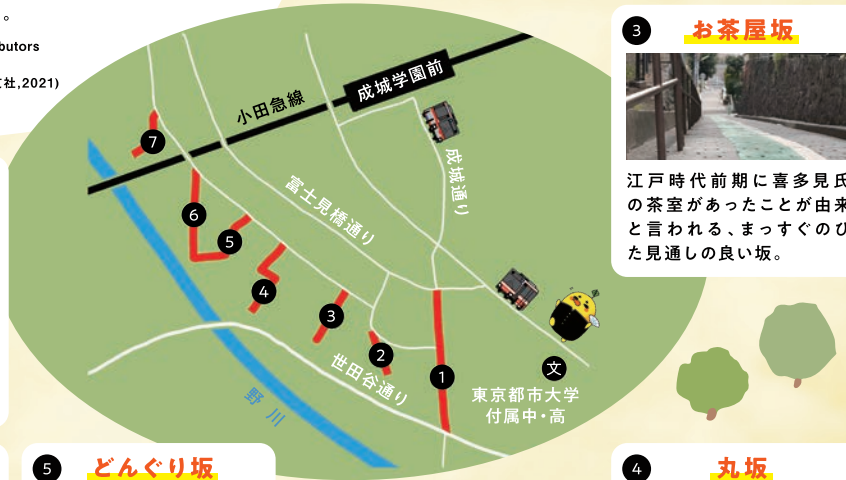 。
butors
社,2021)
成城学園前
小田急線
成城通り
富士見橋通り
世田谷通り
野川
7
6
5
4
3
2
1
文
東京都市大学
付属中・高
3 お茶屋坂
江戸時代前期に喜多見氏
の茶室があったことが由来
と言われる、まっすぐのび
た見通しの良い坂。
5 どんぐり坂
4 丸坂